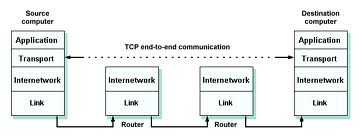 Source
computer
Destination
computer
Application
Application
TCP end-to-end communication
Transport
Transport
Internetwork
Internetwork
Internetwork
Internetwork
Link
Link
Link
Link
Router
Router